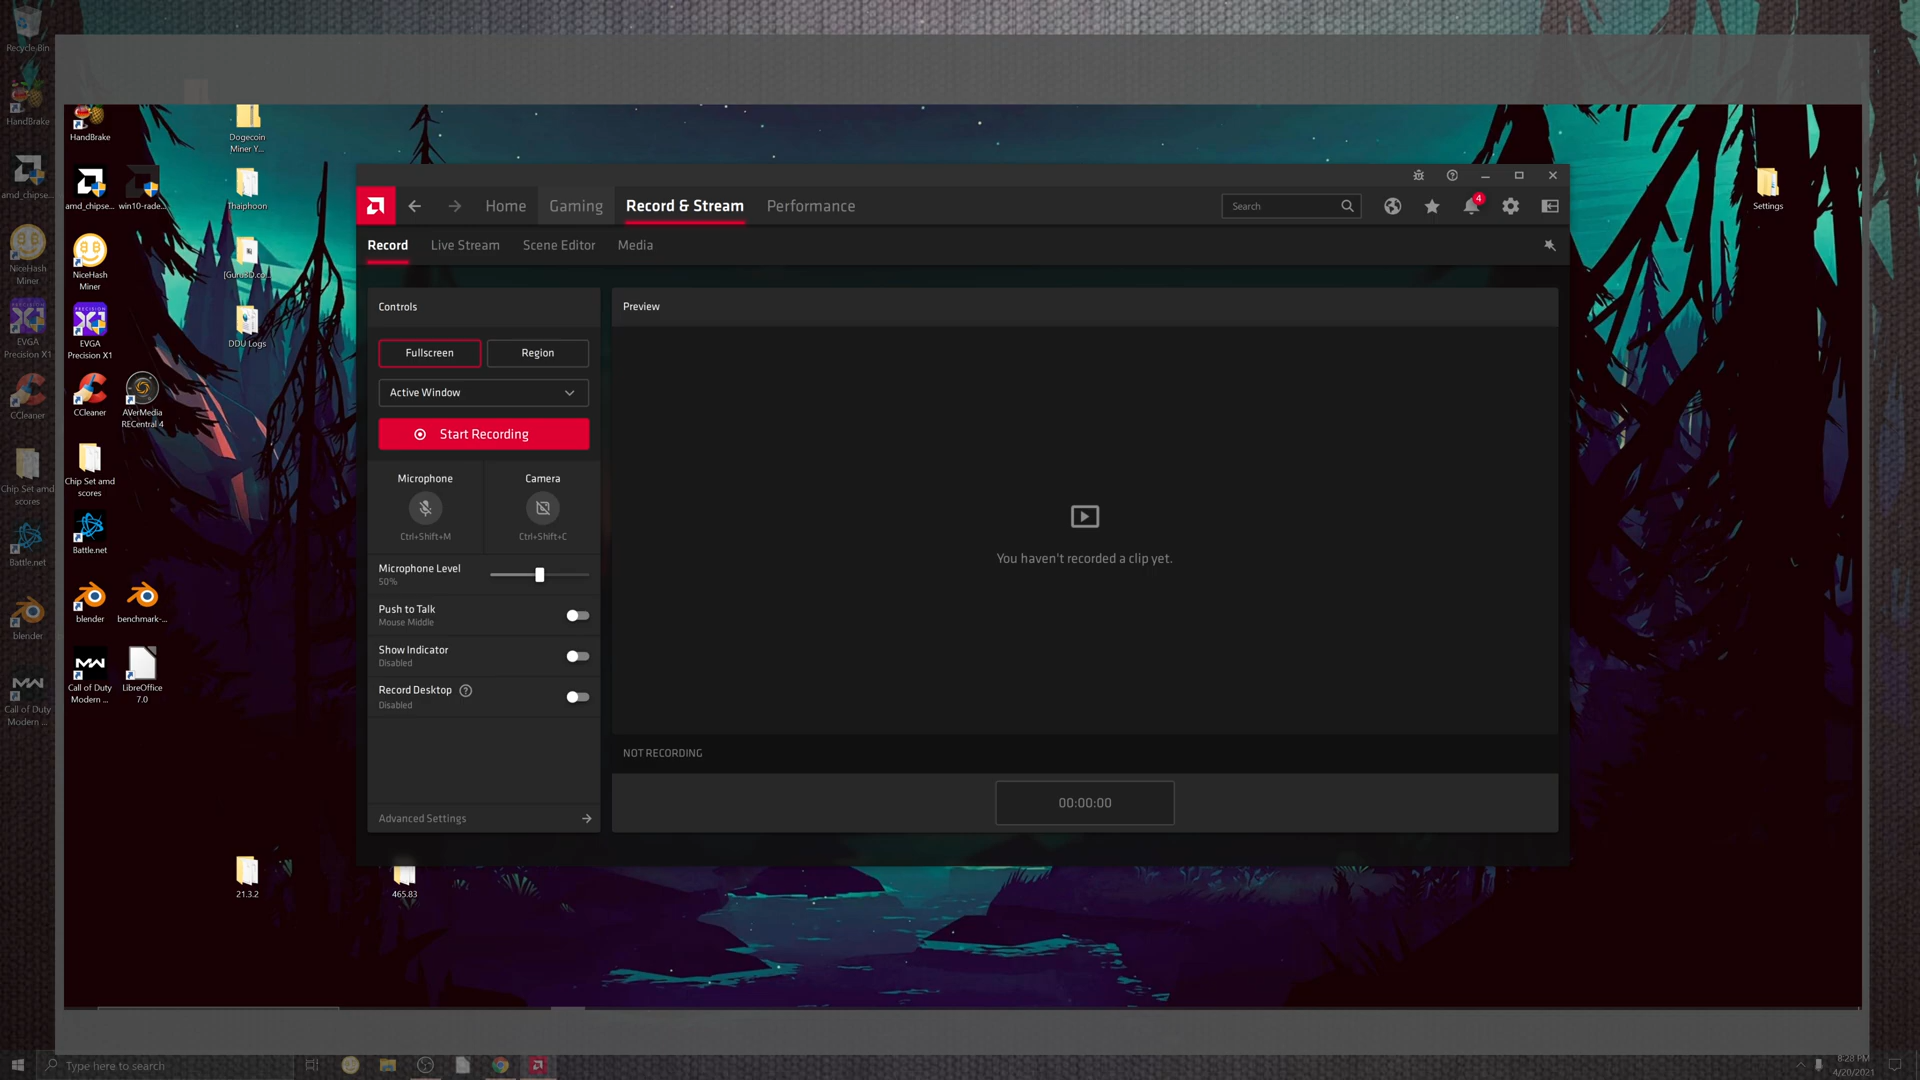 Recycle Bin
HandBrake
amd_chipse...
NiceHash
Miner
EVGA
Precision X1
CCleaner
Chip Set amd
scores
Battle.net
blender
Call of Duty
Modern ...
HandBrake
amd_chipse...
win10-rade...
NiceHash
Miner
PRECISION
X1
EVGA
Precision X1
CCleaner
AVerMedia
RECentral 4
Chip Set amd
scores
Battle.net
blender
benchmark-...
MW
Call of Duty
Modern ...
LibreOffice
7.0
Dogecoin
Miner Y...
Thaiphoon
[Guru3D.co...
DDU Logs
21.3.2
465.83
Settings
Home
Gaming
Record & Stream
Performance
Search
4
Record
Live Stream
Scene Editor
Media
Controls
Fullscreen
Region
Active Window
Start Recording
Microphone
Camera
Ctrl+Shift+M
Ctrl+Shift+C
Microphone Level
50%
Push to Talk
Mouse Middle
Show Indicator
Disabled
Record Desktop
Disabled
Advanced Settings
Preview
You haven't recorded a clip yet.
NOT RECORDING
00:00:00
Type here to search
8:28 PM
4/20/2021